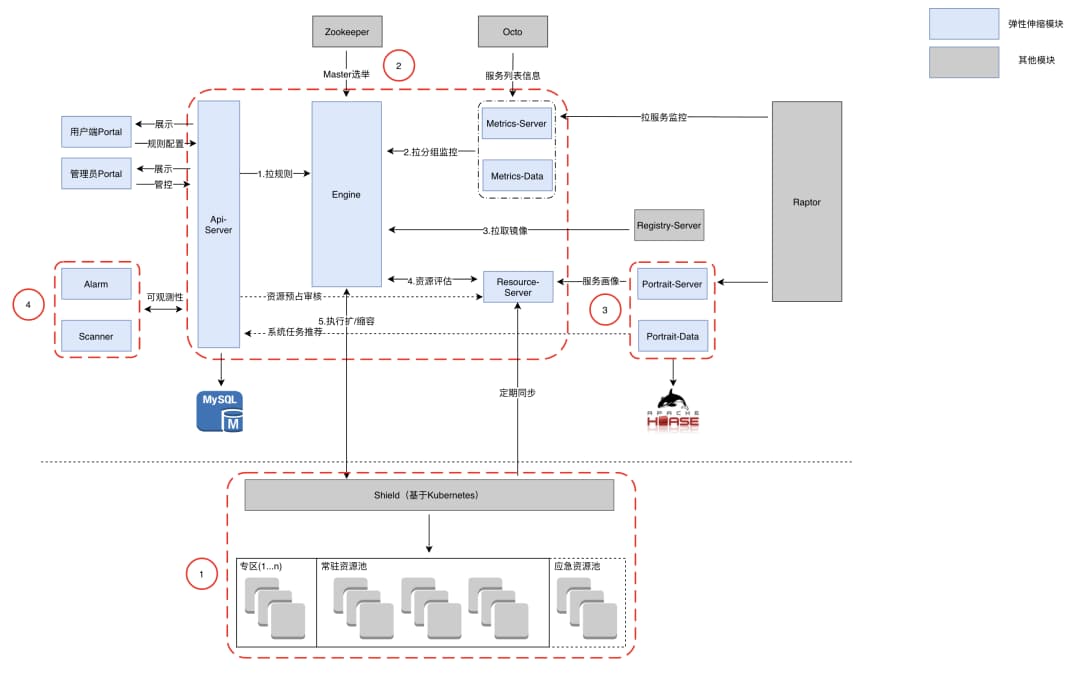 Zookeeper
Octo
弹性伸缩模块
其他模块
Master选举
2
服务列表信息
用户端Portal
展示
规则配置
管理员Portal
展示
管控
Api-
Server
1.拉规则
Engine
2.拉分组监控
Metrics-Server
Metrics-Data
拉服务监控
Raptor
3.拉取镜像
Registry-Server
4.资源评估
Resource-
Server
服务画像
Portrait-Server
3
Portrait-Data
4
Alarm
Scanner
可观测性
资源预占审核
5.执行扩/缩容
系统任务推荐
MySQL
M
APACHE
HBASE
定期同步
Shield（基于Kubernetes）
1
专区(1...n)
常驻资源池
应急资源池